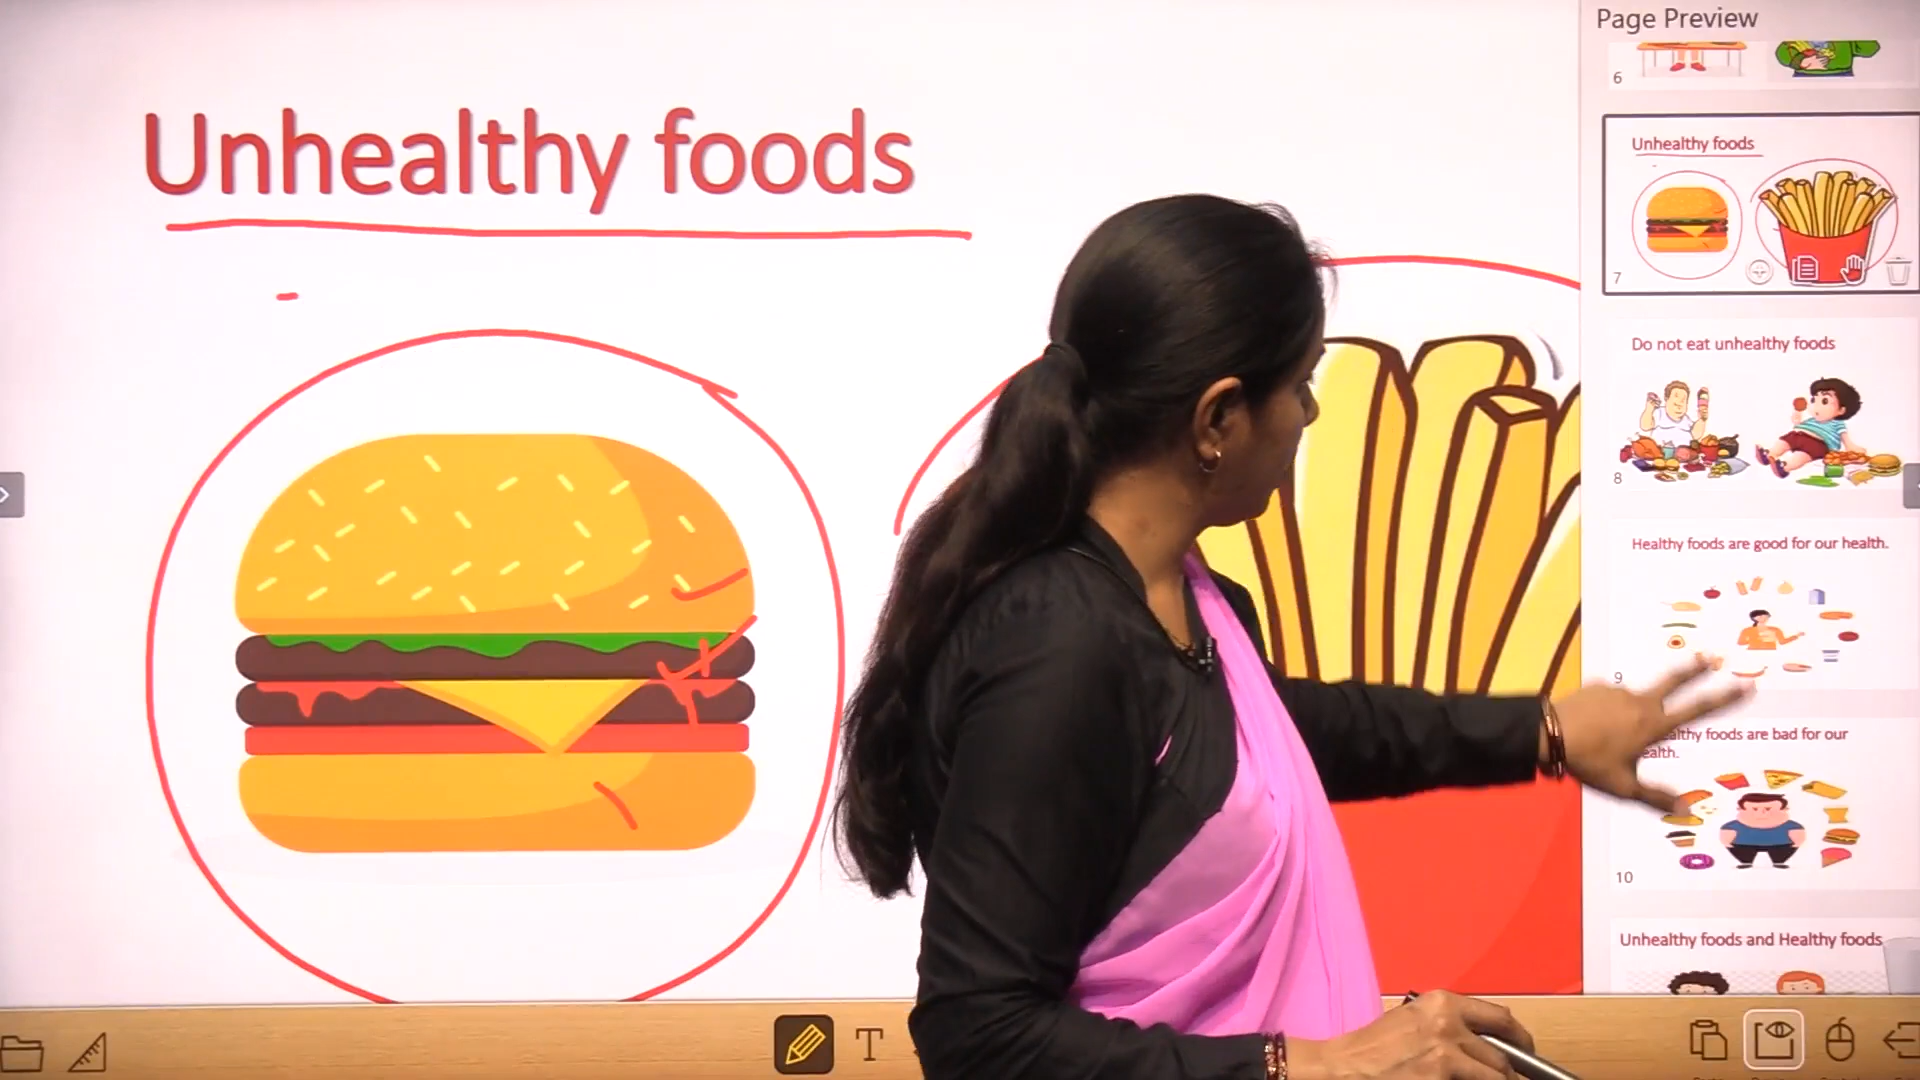 Unhealthy foods
Page Preview
6
Unhealthy foods
7
Do not eat unhealthy foods
8
Healthy foods are good for our health.
9
foods are bad for our
10
Unhealthy foods and Healthy foods
T